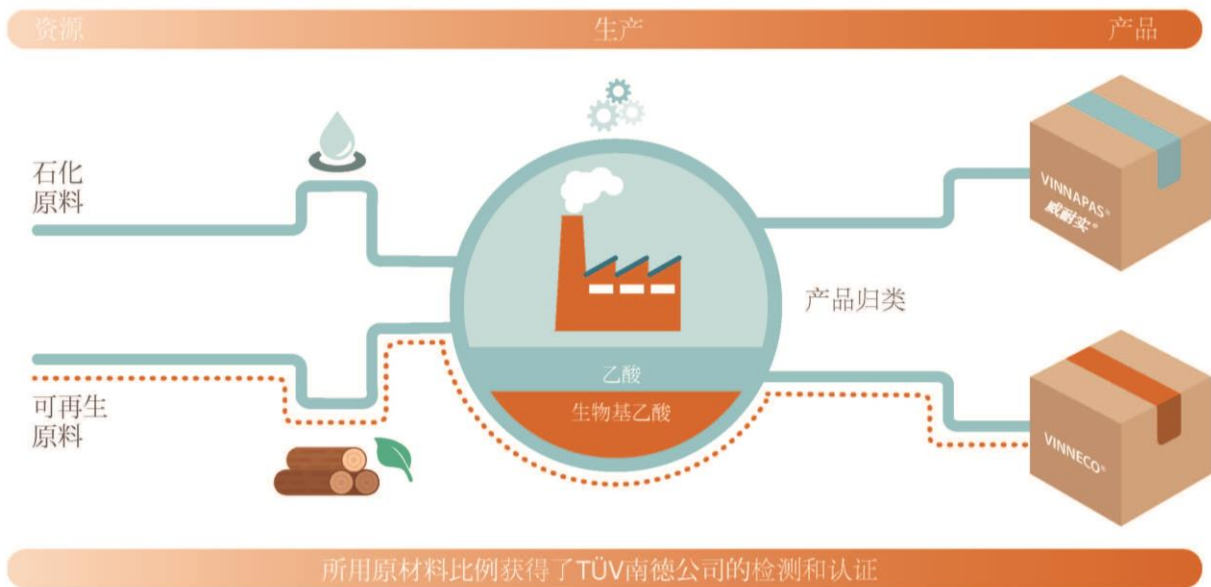 资源 生产 产品
石化
原料
VINNAPAS®
威耐实®
产品归类
乙酸
生物基乙酸
可再生
原料
VINNECO®
所用原材料比例获得了TÜV南德公司的检测和认证